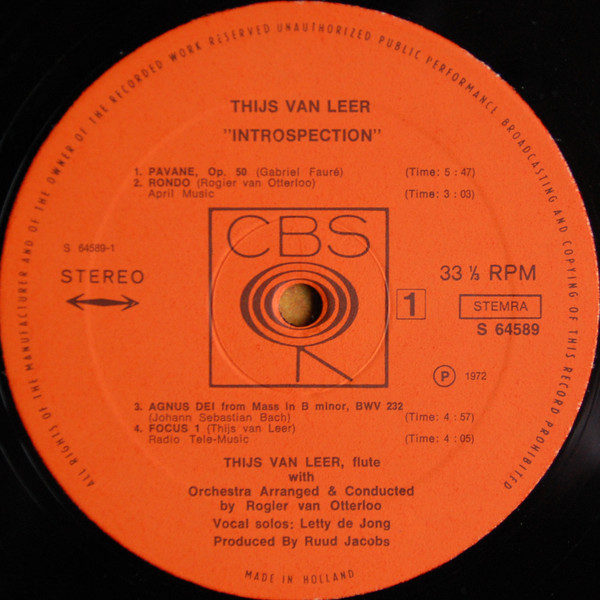 ALL RIGHTS OF THE MANUFACTURER AND OF THE OWNER OF THE RECORDED WORK RESERVED UNAUTHORIZED PUBLIC PERFORMANCE BROADCASTING AND COPYING OF THIS RECORD PROHIBITED
THIJS VAN LEER
"INTROSPECTION"
1. PAVANE, Op. 50 (Gabriel Fauré) (Time: 5 : 47)
2. RONDO (Rogier van Otterloo)
April Music (Time: 3 : 03)
CBS
S 64589-1
STEREO
33 ⅓ RPM
1
STEMRA
S 64589
Ⓟ 1972
3. AGNUS DEI from Mass in B minor, BWV 232
(Johann Sebastian Bach) (Time: 4 : 57)
4. FOCUS 1 (Thijs van Leer)
Radio Tele-Music (Time: 4 : 05)
THIJS VAN LEER, flute
with
Orchestra Arranged & Conducted
by Rogier van Otterloo
Vocal solos: Letty de Jong
Produced By Ruud Jacobs
MADE IN HOLLAND